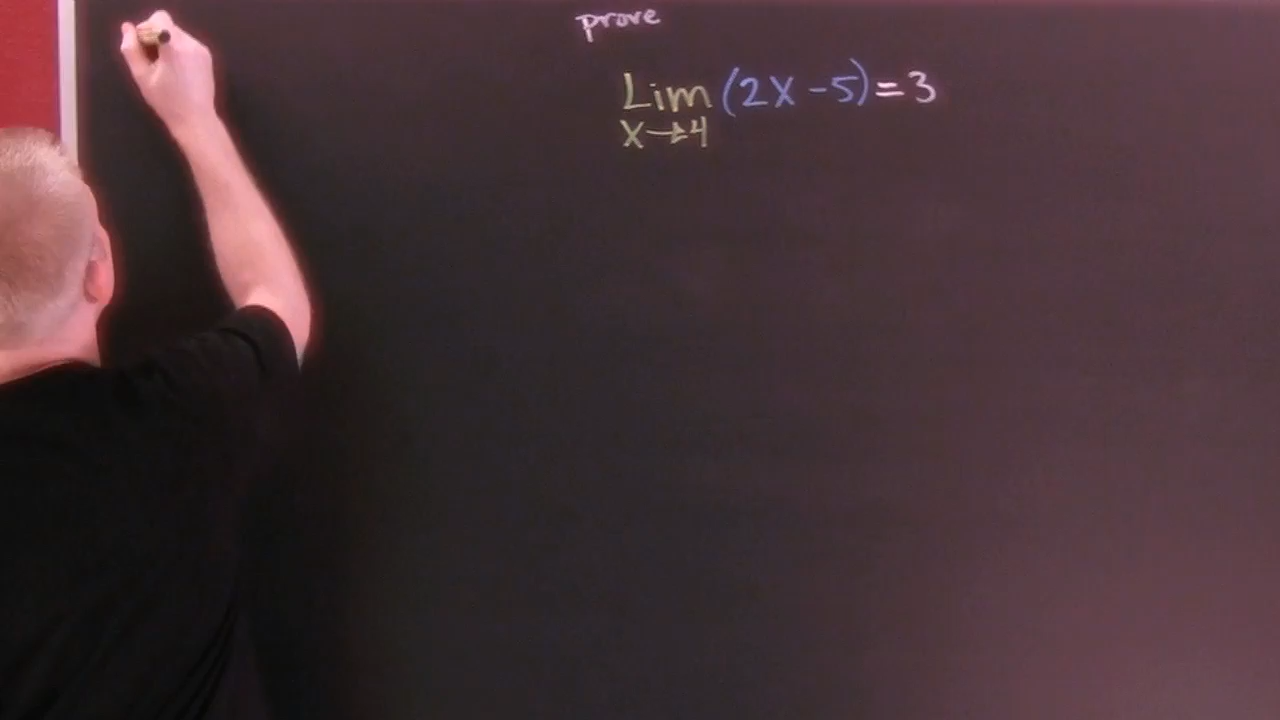 prove
Lim (2x-5) = 3
x→4